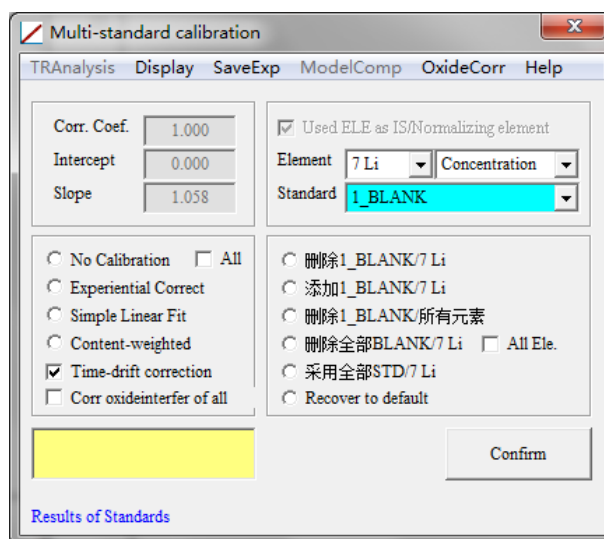 Multi-standard calibration
TRAnalysis Display SaveExp ModelComp OxideCorr Help
Corr. Coef. 1.000
Intercept 0.000
Slope 1.058
Used ELE as IS/Normalizing element
Element 7 Li Concentration
Standard 1_BLANK
No Calibration All
Experiential Correct
Simple Linear Fit
Content-weighted
Time-drift correction
Corr oxideinterfer of all
删除1_BLANK/7 Li
添加1_BLANK/7 Li
删除1_BLANK/所有元素
删除全部BLANK/7 Li All Ele.
采用全部STD/7 Li
Recover to default
Confirm
Results of Standards